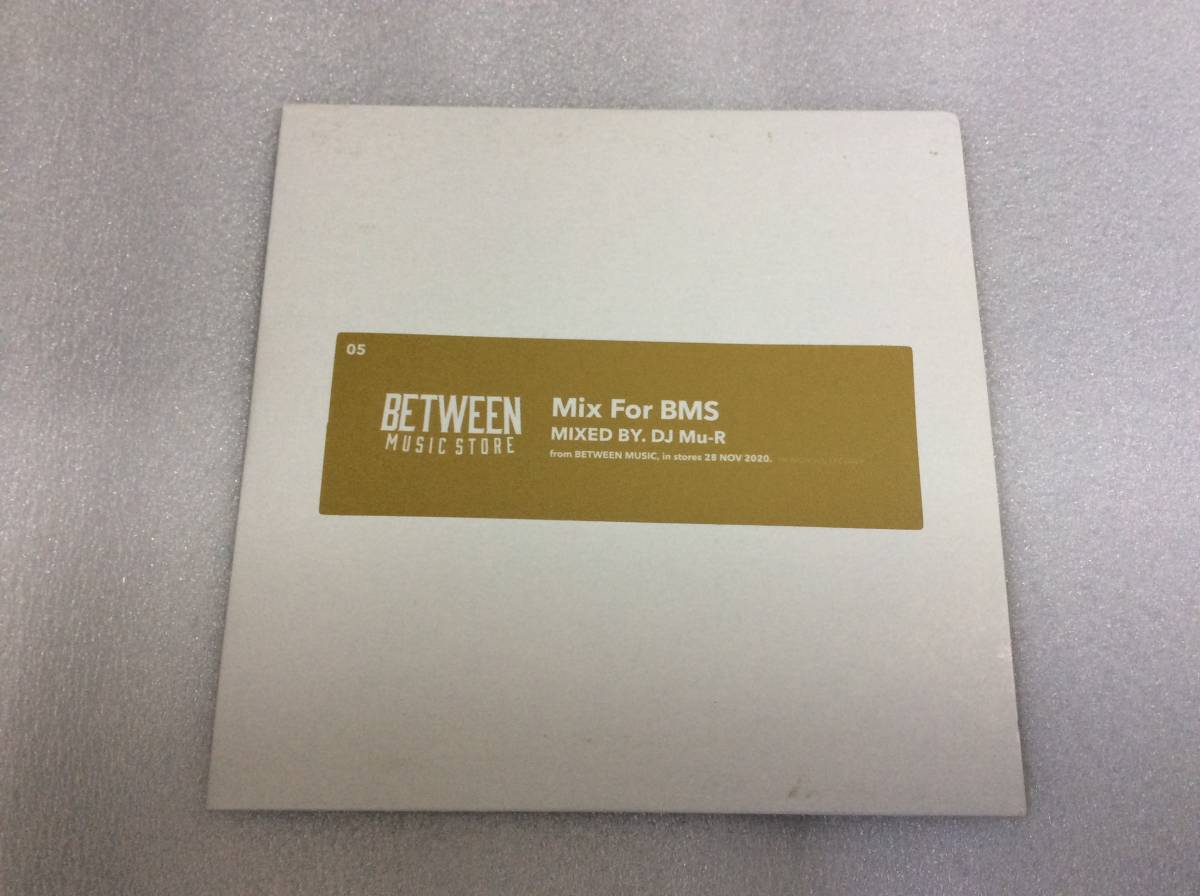 05
BETWEEN
MUSIC STORE
Mix For BMS
MIXED BY. DJ Mu-R
from BETWEEN MUSIC, in stores 28 NOV 2020.